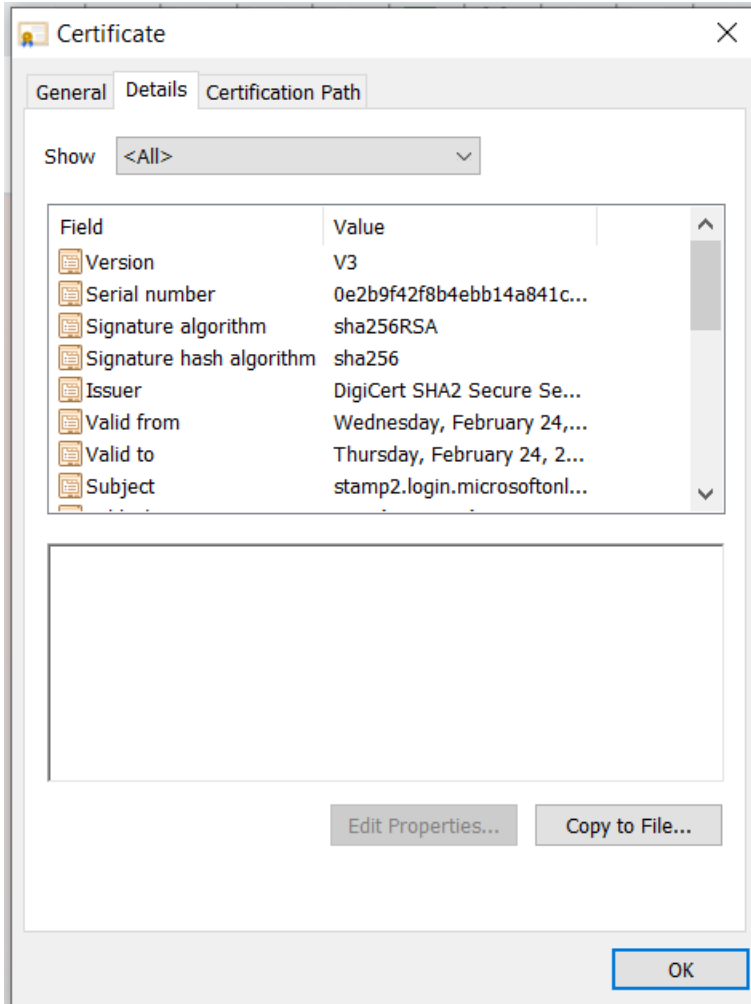 Certificate
General Details Certification Path
Show <All>
Field Value
Version V3
Serial number 0e2b9f42f8b4ebb14a841c...
Signature algorithm sha256RSA
Signature hash algorithm sha256
Issuer DigiCert SHA2 Secure Se...
Valid from Wednesday, February 24,...
Valid to Thursday, February 24, 2...
Subject stamp2.login.microsoftonl...
Edit Properties... Copy to File...
OK